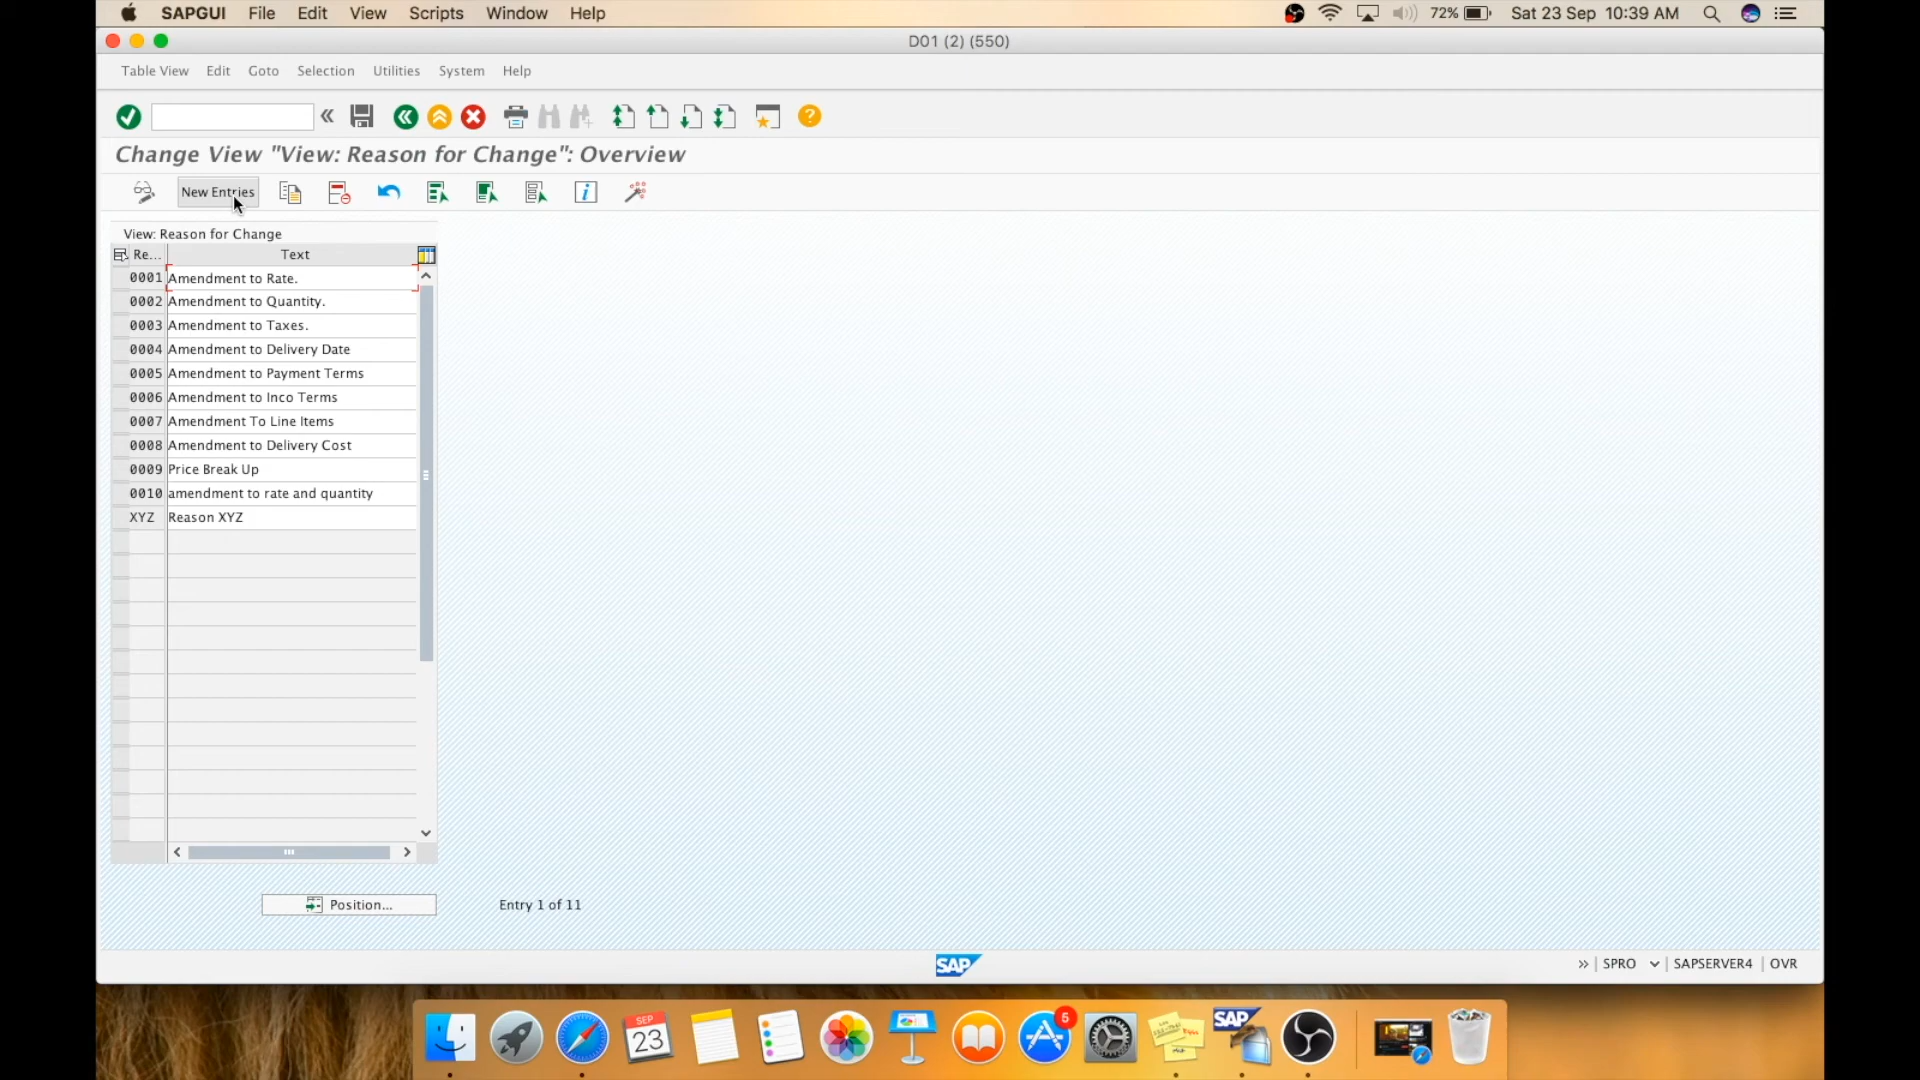 SAPGUI File Edit View Scripts Window Help 72% Sat 23 Sep 10:39 AM
D01 (2) (550)
Table View Edit Goto Selection Utilities System Help
Change View "View: Reason for Change": Overview
New Entries
View: Reason for Change
Re... Text
0001 Amendment to Rate.
0002 Amendment to Quantity.
0003 Amendment to Taxes.
0004 Amendment to Delivery Date
0005 Amendment to Payment Terms
0006 Amendment to Inco Terms
0007 Amendment To Line Items
0008 Amendment to Delivery Cost
0009 Price Break Up
0010 amendment to rate and quantity
XYZ Reason XYZ
Position... Entry 1 of 11
SAP
SPRO SAPSERVER4 OVR
SEP
23
5
SAP